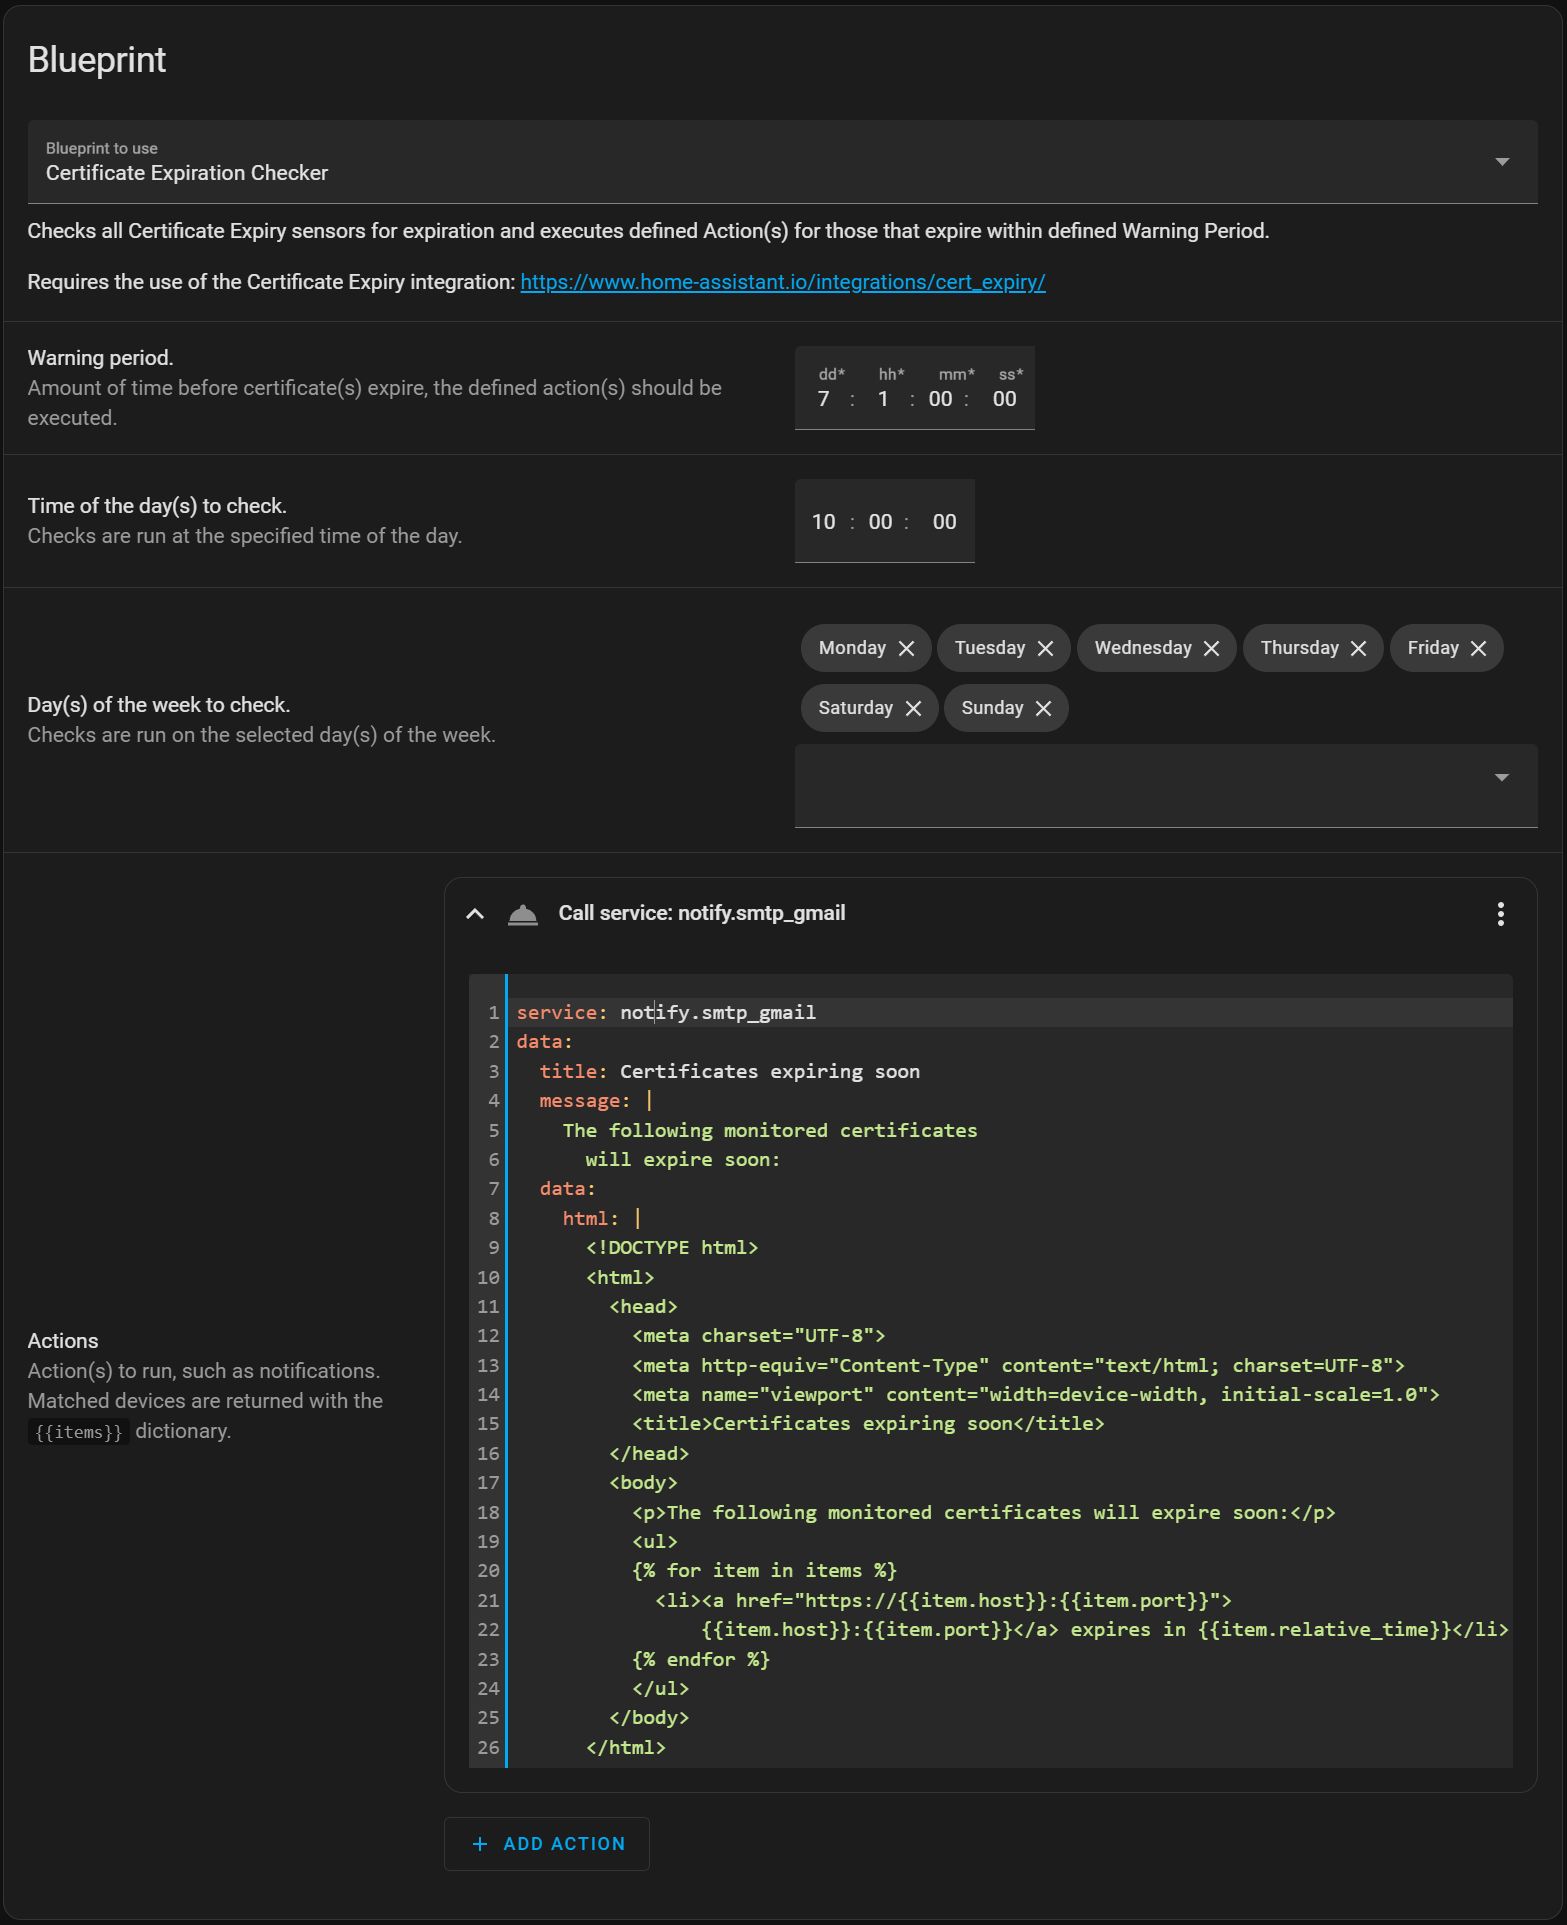 Blueprint
Blueprint to use
Certificate Expiration Checker
Checks all Certificate Expiry sensors for expiration and executes defined Action(s) for those that expire within defined Warning Period.
Requires the use of the Certificate Expiry integration: https://www.home-assistant.io/integrations/cert_expiry/
Warning period.
Amount of time before certificate(s) expire, the defined action(s) should be
executed.
dd* hh* mm* ss*
7 : 1 : 00 : 00
Time of the day(s) to check.
Checks are run at the specified time of the day.
10 : 00 : 00
Day(s) of the week to check.
Checks are run on the selected day(s) of the week.
Monday Tuesday Wednesday Thursday Friday
Saturday Sunday
Actions
Action(s) to run, such as notifications.
Matched devices are returned with the
{{items}} dictionary.
Call service: notify.smtp_gmail
1 service: notify.smtp_gmail
2 data:
3   title: Certificates expiring soon
4   message: |
5     The following monitored certificates
6       will expire soon:
7   data:
8     html: |
9       <!DOCTYPE html>
10       <html>
11         <head>
12           <meta charset="UTF-8">
13           <meta http-equiv="Content-Type" content="text/html; charset=UTF-8">
14           <meta name="viewport" content="width=device-width, initial-scale=1.0">
15           <title>Certificates expiring soon</title>
16         </head>
17         <body>
18           <p>The following monitored certificates will expire soon:</p>
19           <ul>
20           {% for item in items %}
21             <li><a href="https://{{item.host}}:{{item.port}}">
22                 {{item.host}}:{{item.port}}</a> expires in {{item.relative_time}}</li>
23           {% endfor %}
24           </ul>
25         </body>
26       </html>
ADD ACTION